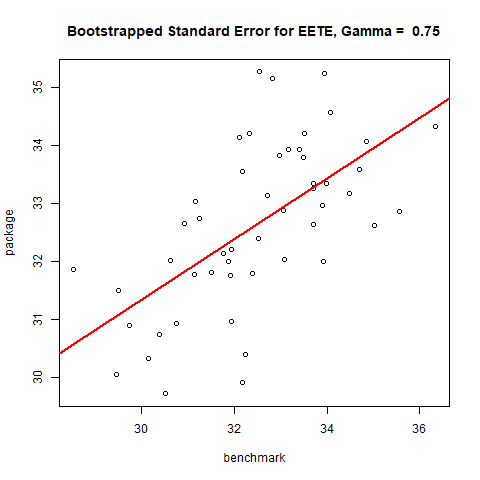 Bootstrapped Standard Error for EETE, Gamma =  0.75
35
34
33
32
31
30
package
30 32 34 36
benchmark